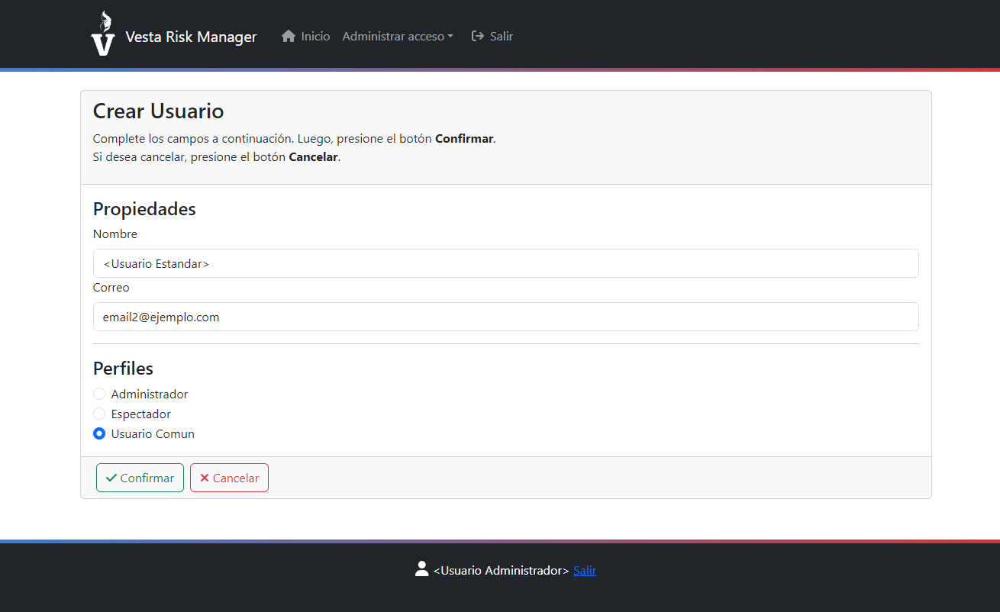 Vesta Risk Manager Inicio Administrar acceso Salir
Crear Usuario
Complete los campos a continuación. Luego, presione el botón Confirmar.
Si desea cancelar, presione el botón Cancelar.
Propiedades
Nombre
<Usuario Estandar>
Correo
email2@ejemplo.com
Perfiles
Administrador
Espectador
Usuario Comun
Confirmar Cancelar
<Usuario Administrador> Salir